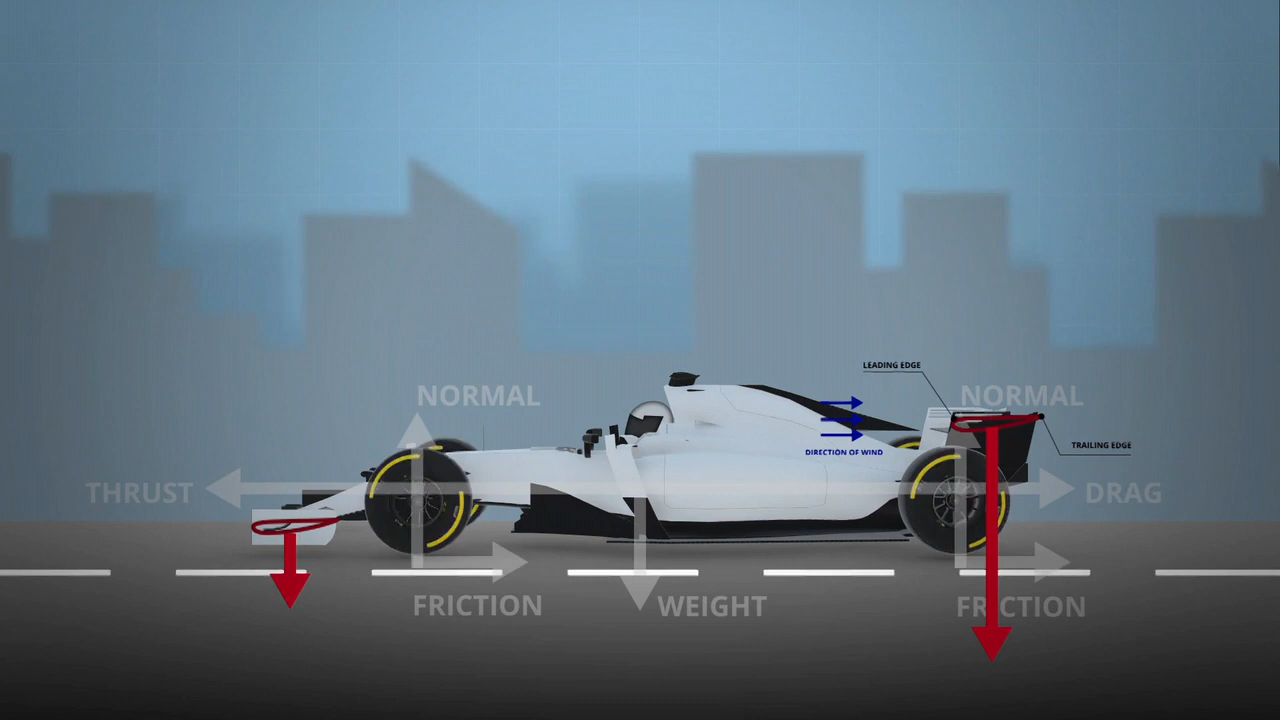 LEADING EDGE
NORMAL
NORMAL
TRAILING EDGE
DIRECTION OF WIND
THRUST
DRAG
FRICTION
WEIGHT
FRICTION